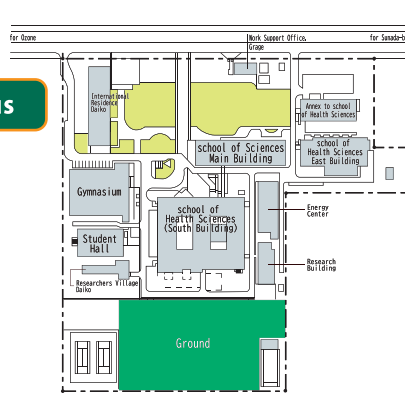 for Ozone
Work Support Office,
Grage
for Sunada-b
us
International
Residence
Daiko
Annex to school
of Health Sciences
school of Sciences
Main Building
school of
Health Sciences
East Building
Gymnasium
school of
Health Sciences
(South Building)
Energy
Center
Student
Hall
Research
Building
Researchers Village
Daiko
Ground